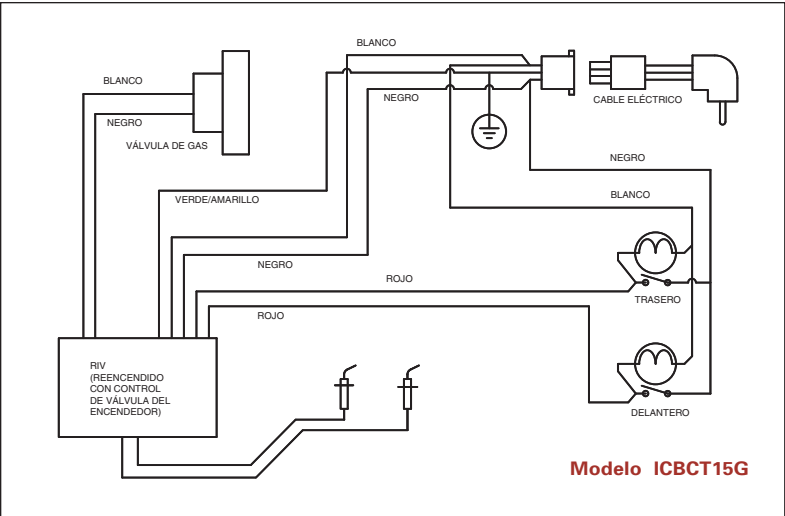 BLANCO
BLANCO
NEGRO
CABLE ELÉCTRICO
NEGRO
VÁLVULA DE GAS
NEGRO
VERDE/AMARILLO
BLANCO
NEGRO
ROJO
TRASERO
ROJO
RIV
(REENCENDIDO
CON CONTROL
DE VÁLVULA DEL
ENCENDEDOR)
DELANTERO
Modelo ICBCT15G